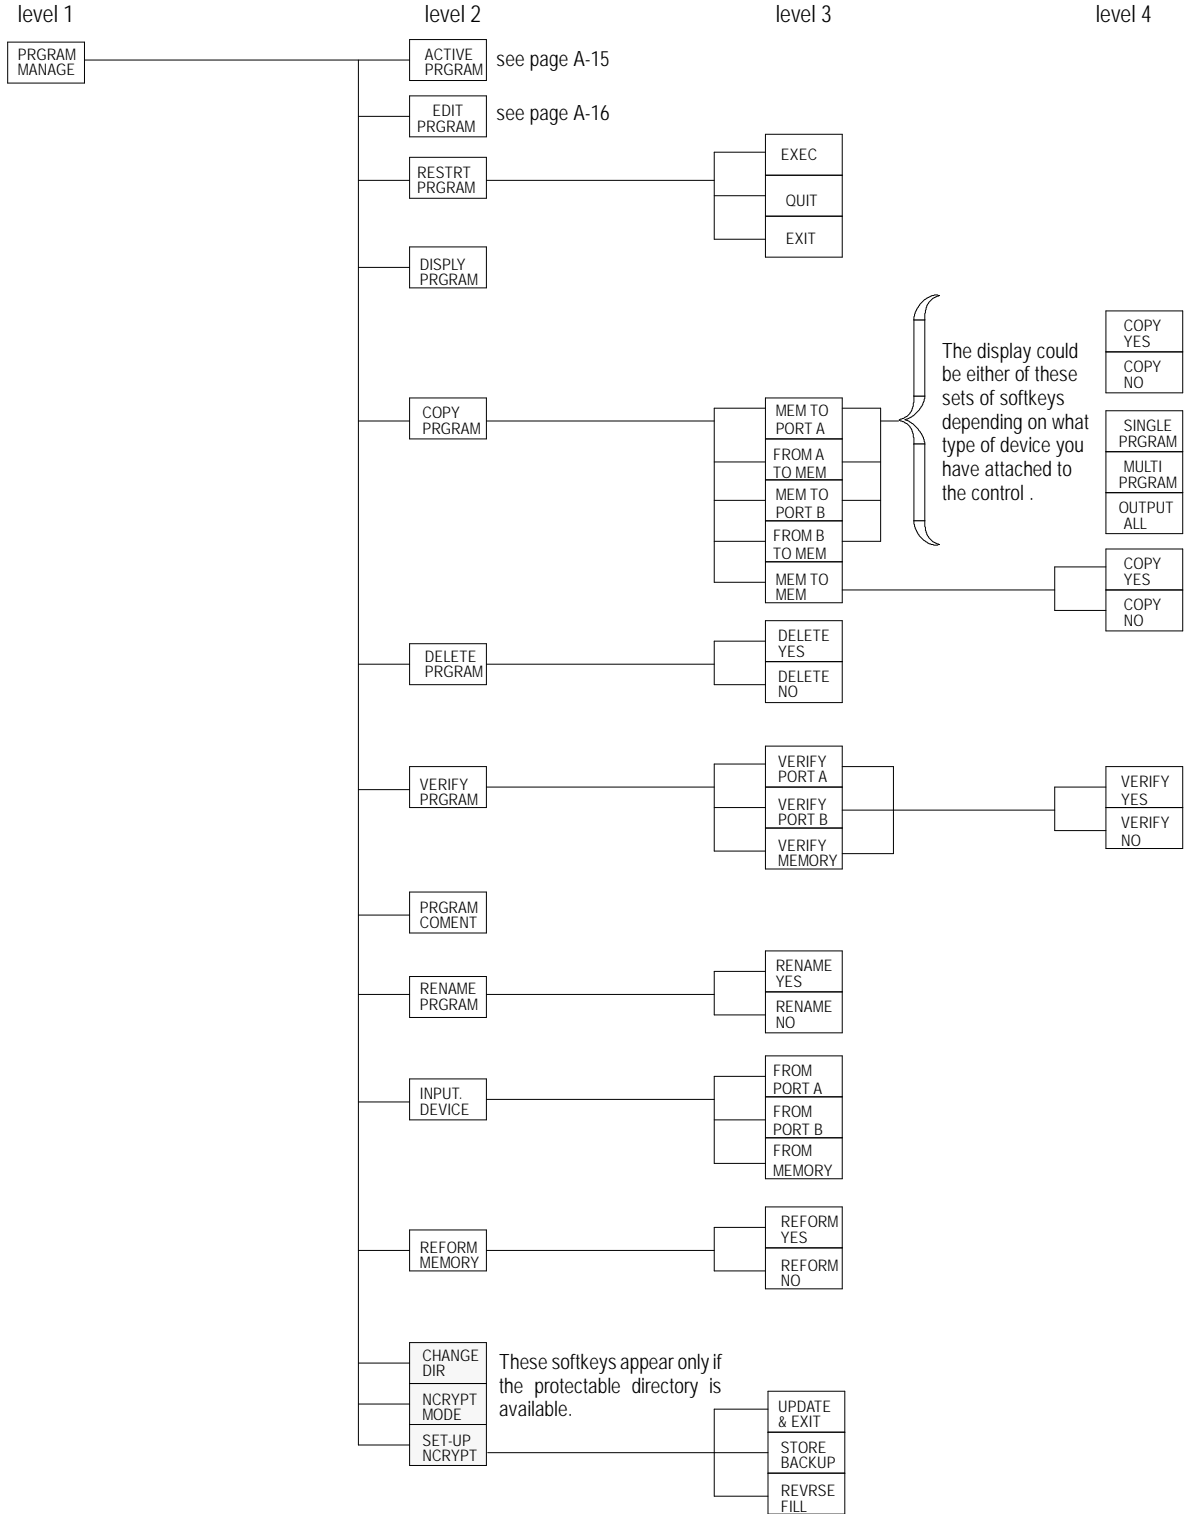 level 1
level 2
level 3
level 4
PRGRAM
MANAGE
ACTIVE
PRGRAM
see page A-15
EDIT
PRGRAM
see page A-16
RESTRT
PRGRAM
EXEC
QUIT
EXIT
DISPLY
PRGRAM
COPY
PRGRAM
MEM TO
PORT A
FROM A
TO MEM
MEM TO
PORT B
FROM B
TO MEM
MEM TO
MEM
The display could
be either of these
sets of softkeys
depending on what
type of device you
have attached to
the control .
COPY
YES
COPY
NO
SINGLE
PRGRAM
MULTI
PRGRAM
OUTPUT
ALL
COPY
YES
COPY
NO
DELETE
PRGRAM
DELETE
YES
DELETE
NO
VERIFY
PRGRAM
VERIFY
PORT A
VERIFY
PORT B
VERIFY
MEMORY
VERIFY
YES
VERIFY
NO
PRGRAM
COMENT
RENAME
PRGRAM
RENAME
YES
RENAME
NO
INPUT.
DEVICE
FROM
PORT A
FROM
PORT B
FROM
MEMORY
REFORM
MEMORY
REFORM
YES
REFORM
NO
CHANGE
DIR
NCRYPT
MODE
SET-UP
NCRYPT
These softkeys appear only if
the protectable directory is
available.
UPDATE
& EXIT
STORE
BACKUP
REVRSE
FILL